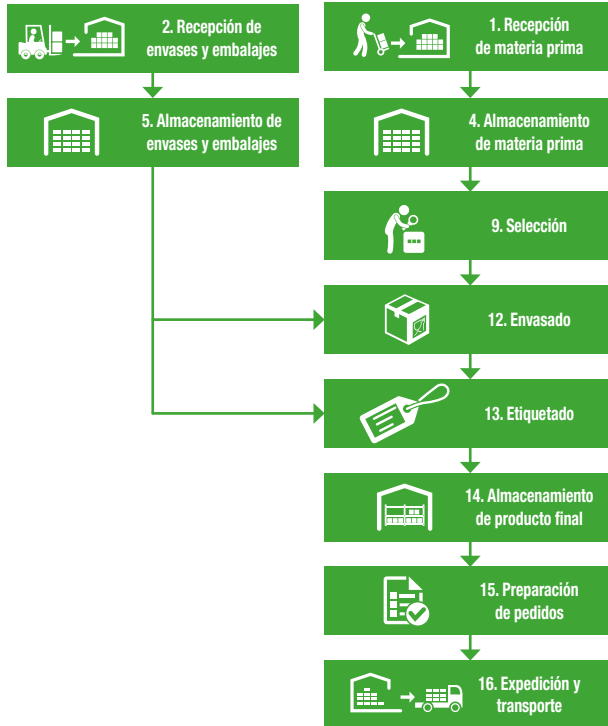 2. Recepción de
envases y embalajes
1. Recepción
de materia prima
5. Almacenamiento de
envases y embalajes
4. Almacenamiento
de materia prima
9. Selección
12. Envasado
13. Etiquetado
14. Almacenamiento
de producto final
15. Preparación
de pedidos
16. Expedición y
transporte